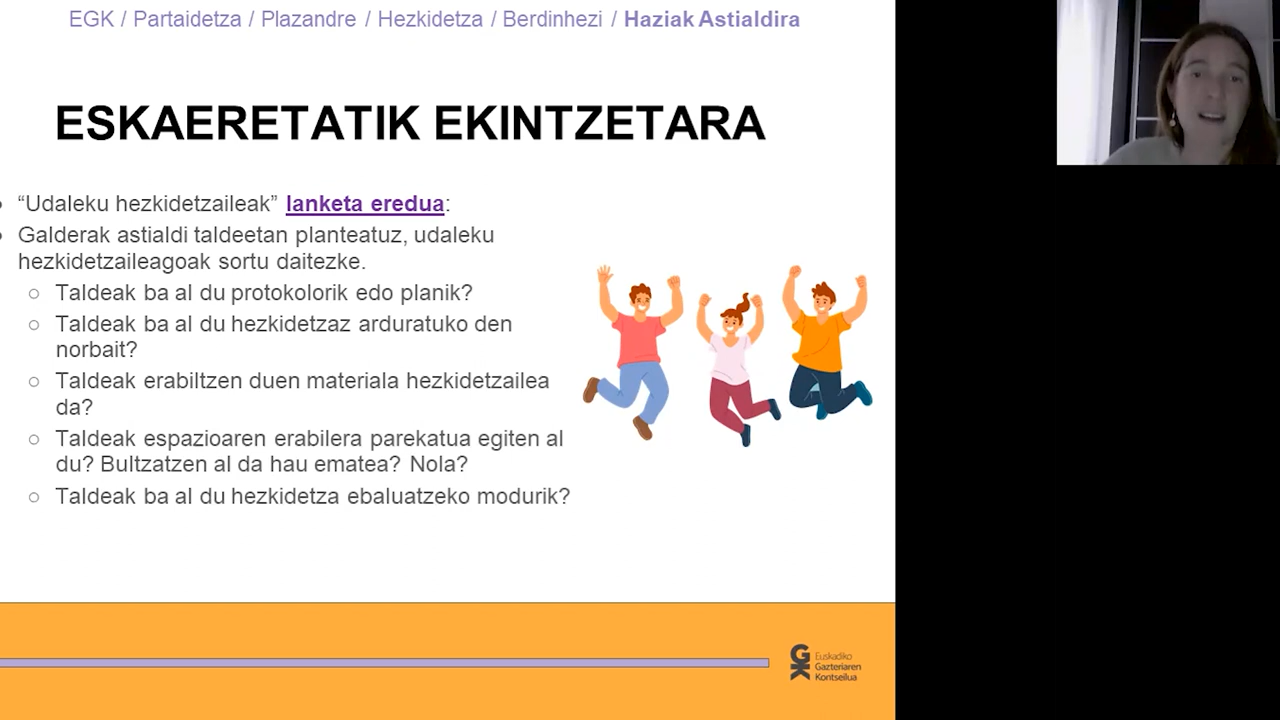 EGK / Partaidetza / Plazandre / Hezkidetza / Berdinhezi / Haziak Astialdira
ESKAERETATIK EKINTZETARA
“Udaleku hezkidetzaileak” lanketa eredua:
Galderak astialdi taldeetan planteatuz, udaleku
hezkidetzaileagoak sortu daitezke.
Taldeak ba al du protokolorik edo planik?
Taldeak ba al du hezkidetzaz arduratuko den
norbait?
Taldeak erabiltzen duen materiala hezkidetzailea
da?
Taldeak espazioaren erabilera parekatua egiten al
du? Bultzatzen al da hau ematea? Nola?
Taldeak ba al du hezkidetza ebaluatzeko modurik?
GK
Euskadiko
Gazteriaren
Kontseilua